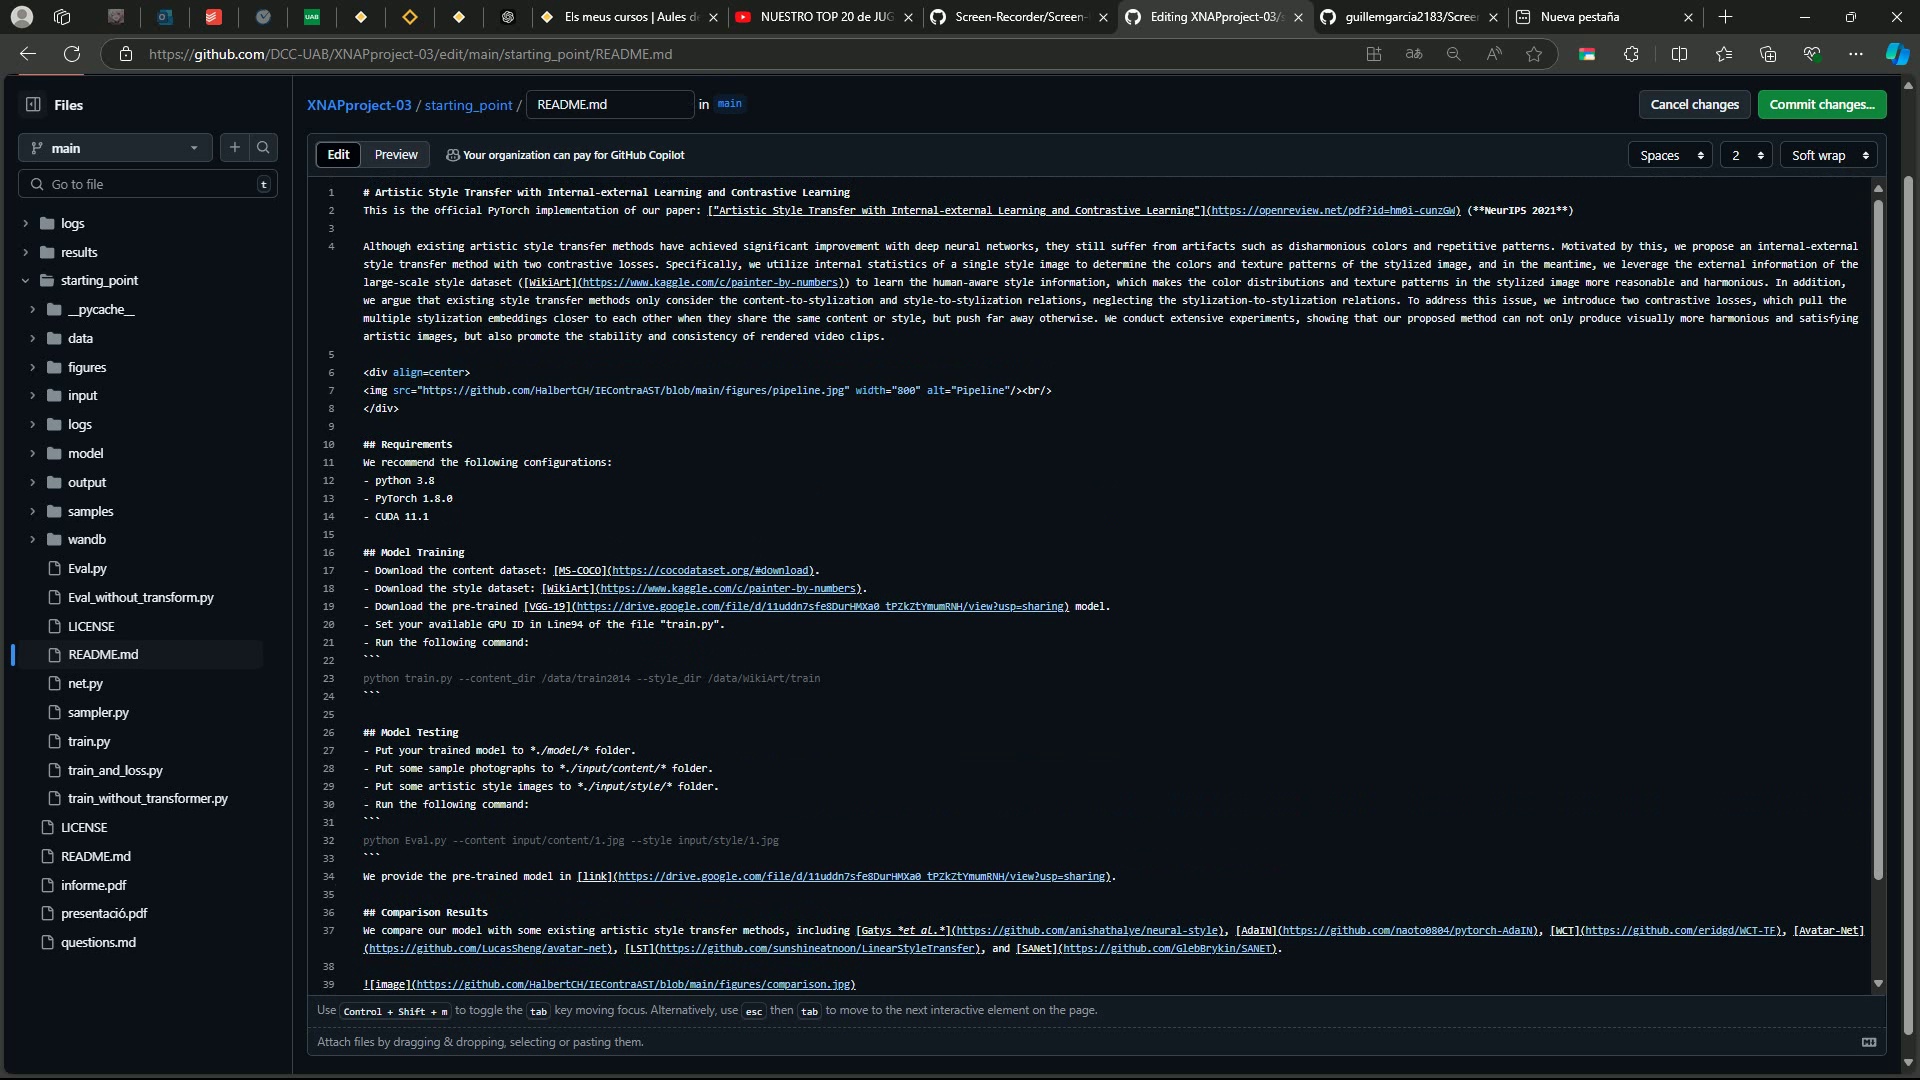 UAB
Els meus cursos | Aules d
NUESTRO TOP 20 de JUG
Screen-Recorder/Screen-
Editing XNAPproject-03/s
guillemgarcia2183/Scree
Nueva pestaña
https://github.com/DCC-UAB/XNAPproject-03/edit/main/starting_point/README.md
Files
XNAPproject-03 / starting_point / README.md in main
Cancel changes
Commit changes...
main
Edit
Preview
Your organization can pay for GitHub Copilot
Spaces
2
Soft wrap
Go to file
t
logs
results
starting_point
__pycache__
data
figures
input
logs
model
output
samples
wandb
Eval.py
Eval_without_transform.py
LICENSE
README.md
net.py
sampler.py
train.py
train_and_loss.py
train_without_transformer.py
LICENSE
README.md
informe.pdf
presentació.pdf
questions.md
1 # Artistic Style Transfer with Internal-external Learning and Contrastive Learning
2 This is the official PyTorch implementation of our paper: ["Artistic Style Transfer with Internal-external Learning and Contrastive Learning"](https://openreview.net/pdf?id=hm0i-cunzGW) (**NeurIPS 2021**)
3
4 Although existing artistic style transfer methods have achieved significant improvement with deep neural networks, they still suffer from artifacts such as disharmonious colors and repetitive patterns. Motivated by this, we propose an internal-external
style transfer method with two contrastive losses. Specifically, we utilize internal statistics of a single style image to determine the colors and texture patterns of the stylized image, and in the meantime, we leverage the external information of the
large-scale style dataset ([WikiArt](https://www.kaggle.com/c/painter-by-numbers)) to learn the human-aware style information, which makes the color distributions and texture patterns in the stylized image more reasonable and harmonious. In addition,
we argue that existing style transfer methods only consider the content-to-stylization and style-to-stylization relations, neglecting the stylization-to-stylization relations. To address this issue, we introduce two contrastive losses, which pull the
multiple stylization embeddings closer to each other when they share the same content or style, but push far away otherwise. We conduct extensive experiments, showing that our proposed method can not only produce visually more harmonious and satisfying
artistic images, but also promote the stability and consistency of rendered video clips.
5
6 <div align=center>
7 <img src="https://github.com/HalbertCH/IEContraAST/blob/main/figures/pipeline.jpg" width="800" alt="Pipeline"/><br/>
8 </div>
9
10 ## Requirements
11 We recommend the following configurations:
12 - python 3.8
13 - PyTorch 1.8.0
14 - CUDA 11.1
15
16 ## Model Training
17 - Download the content dataset: [MS-COCO](https://cocodataset.org/#download).
18 - Download the style dataset: [WikiArt](https://www.kaggle.com/c/painter-by-numbers).
19 - Download the pre-trained [VGG-19](https://drive.google.com/file/d/11uddn7sfe8DurHMXa0_tPZkZtYmumRNH/view?usp=sharing) model.
20 - Set your available GPU ID in Line94 of the file "train.py".
21 - Run the following command:
22 ```
23 python train.py --content_dir /data/train2014 --style_dir /data/WikiArt/train
24 ```
25
26 ## Model Testing
27 - Put your trained model to *./model/* folder.
28 - Put some sample photographs to *./input/content/* folder.
29 - Put some artistic style images to *./input/style/* folder.
30 - Run the following command:
31 ```
32 python Eval.py --content input/content/1.jpg --style input/style/1.jpg
33 ```
34 We provide the pre-trained model in [link](https://drive.google.com/file/d/11uddn7sfe8DurHMXa0_tPZkZtYmumRNH/view?usp=sharing).
35
36 ## Comparison Results
37 We compare our model with some existing artistic style transfer methods, including [Gatys *et al.*](https://github.com/anishathalye/neural-style), [AdaIN](https://github.com/naoto0804/pytorch-AdaIN), [WCT](https://github.com/eridgd/WCT-TF), [Avatar-Net]
(https://github.com/LucasSheng/avatar-net), [LST](https://github.com/sunshineatnoon/LinearStyleTransfer), and [SANet](https://github.com/GlebBrykin/SANET).
38
39 ![image](https://github.com/HalbertCH/IEContraAST/blob/main/figures/comparison.jpg)
Use Control + Shift + m to toggle the tab key moving focus. Alternatively, use esc then tab to move to the next interactive element on the page.
Attach files by dragging & dropping, selecting or pasting them.